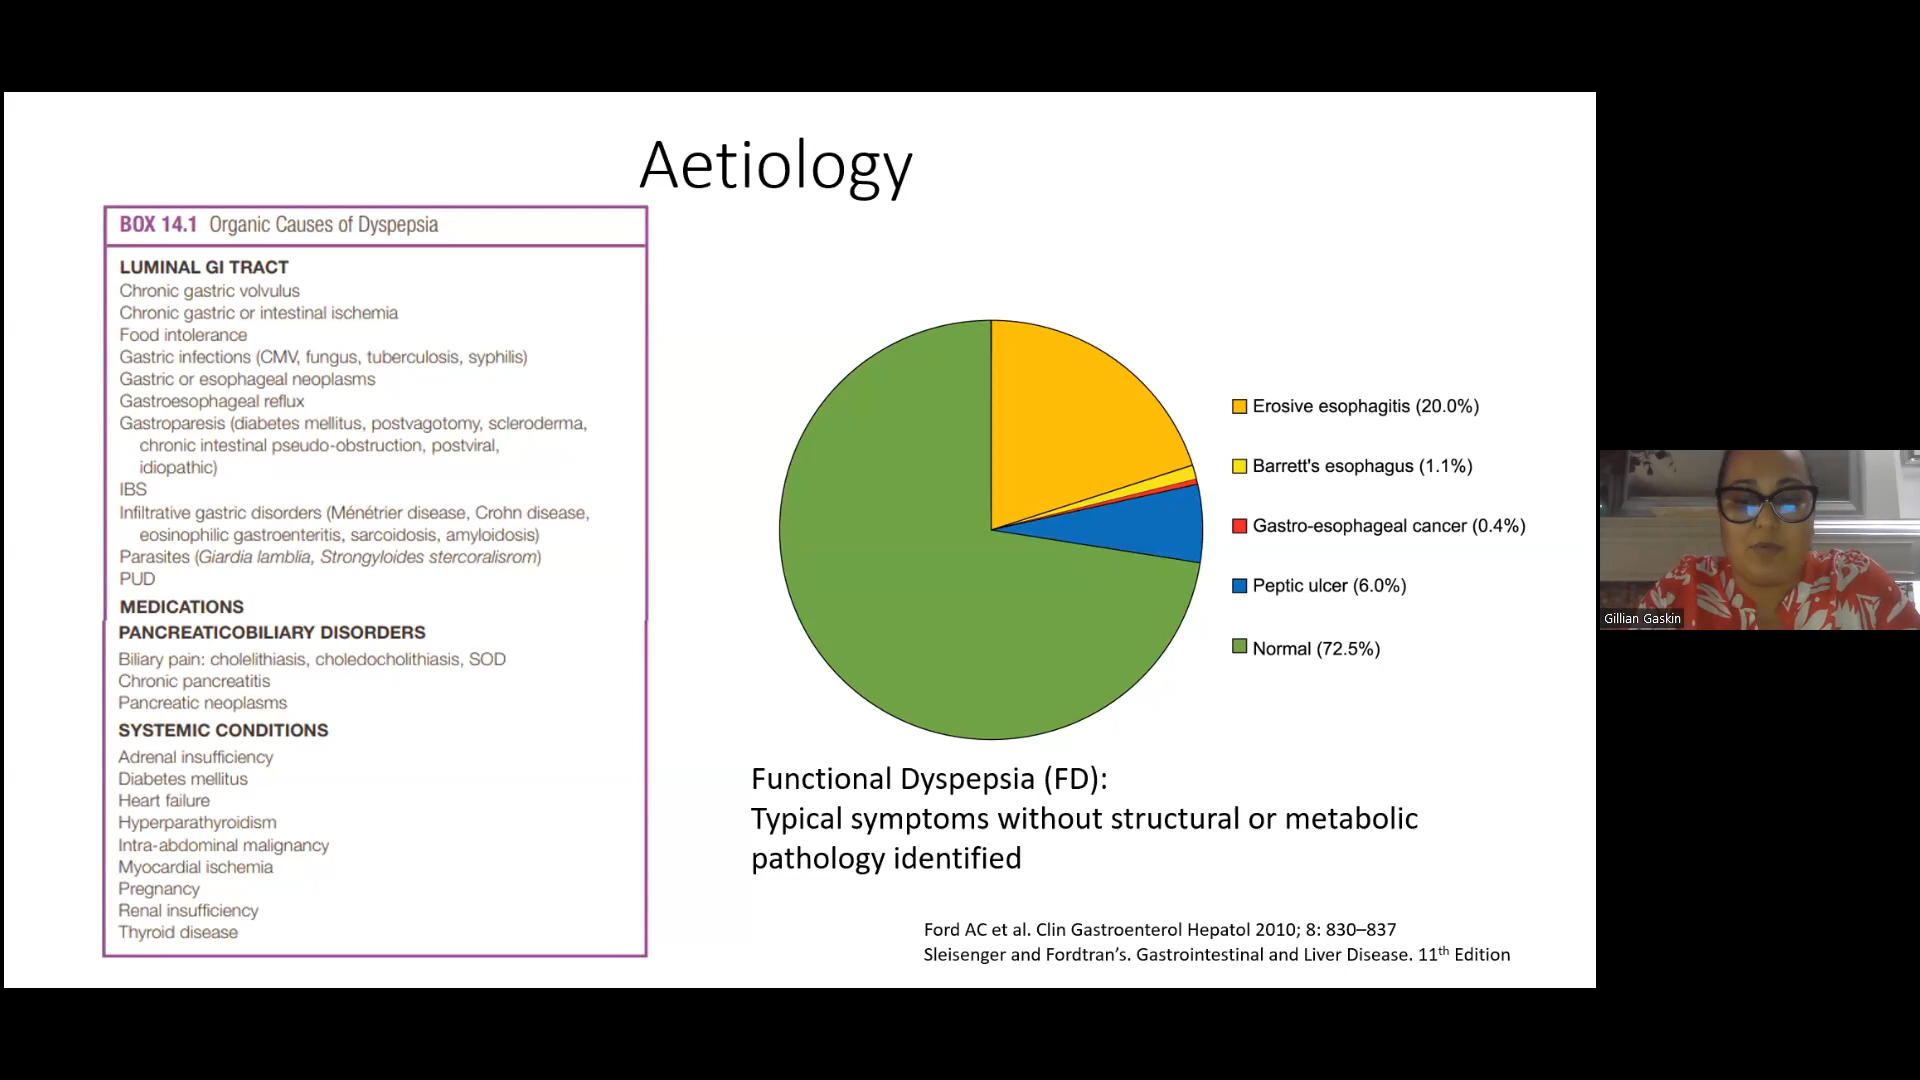 Aetiology
BOX 14.1 Organic Causes of Dyspepsia
LUMINAL GI TRACT
Chronic gastric volvulus
Chronic gastric or intestinal ischemia
Food intolerance
Gastric infections (CMV, fungus, tuberculosis, syphilis)
Gastric or esophageal neoplasms
Gastroesophageal reflux
Gastroparesis (diabetes mellitus, postvagotomy, scleroderma,
chronic intestinal pseudo-obstruction, postviral,
idiopathic)
IBS
Infiltrative gastric disorders (Ménétrier disease, Crohn disease,
eosinophilic gastroenteritis, sarcoidosis, amyloidosis)
Parasites (Giardia lamblia, Strongyloides stercoralisrom)
PUD
MEDICATIONS
PANCREATICOBILIARY DISORDERS
Biliary pain: cholelithiasis, choledocholithiasis, SOD
Chronic pancreatitis
Pancreatic neoplasms
SYSTEMIC CONDITIONS
Adrenal insufficiency
Diabetes mellitus
Heart failure
Hyperparathyroidism
Intra-abdominal malignancy
Myocardial ischemia
Pregnancy
Renal insufficiency
Thyroid disease
Erosive esophagitis (20.0%)
Barrett's esophagus (1.1%)
Gastro-esophageal cancer (0.4%)
Peptic ulcer (6.0%)
Normal (72.5%)
Functional Dyspepsia (FD):
Typical symptoms without structural or metabolic
pathology identified
Ford AC et al. Clin Gastroenterol Hepatol 2010; 8: 830–837
Sleisenger and Fordtran’s. Gastrointestinal and Liver Disease. 11th Edition
Gillian Gaskin